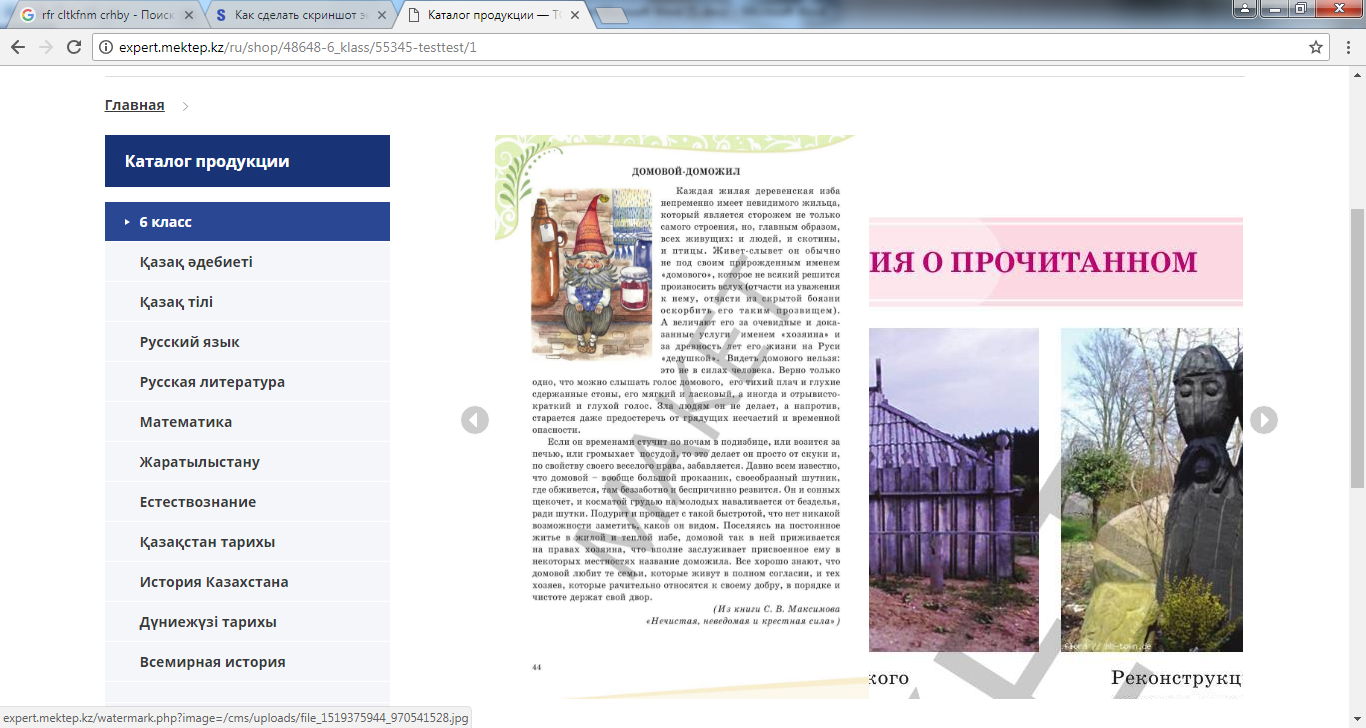 rfr cltkfnm crhby - Поиск
Как сделать скриншот эк
Каталог продукции — ТО
expert.mektep.kz/ru/shop/48648-6_klass/55345-testtest/1
Главная
Каталог продукции
6 класс
Қазақ әдебиеті
Қазақ тілі
Русский язык
Русская литература
Математика
Жаратылыстану
Естествознание
Қазақстан тарихы
История Казахстана
Дүниежүзі тарихы
Всемирная история
ДОМОВОЙ-ДОМОЖИЛ
Каждая жилая деревенская изба
непременно имеет невидимого жильца,
который является сторожем не только
самого строения, но, главным образом,
всех живущих: и людей, и скотины,
и птицы. Живет-слывет он обычно
не под своим прирожденным именем
«домового», которое не всякий решится
произносить вслух (отчасти из уважения
к нему, отчасти из скрытой боязни
оскорбить его таким прозвищем).
А величают его за очевидные и дока-
занные услуги именем «хозяина» и
за древность лет его жизни на Руси
«дедушкой». Видеть домового нельзя:
это не в силах человека. Верно только
одно, что можно слышать голос домового, его тихий плач и глухие
сдержанные стоны, его мягкий и ласковый, а иногда и отрывисто-
краткий и глухой голос. Зла людям он не делает, а напротив,
старается даже предостеречь от грядущих несчастий и временной
опасности.
Если он временами стучит по ночам в подызбице, или возится за
печью, или громыхает посудой, то это делает он просто от скуки и,
по свойству своего веселого нрава, забавляется. Давно всем известно,
что домовой – вообще большой проказник, своеобразный шутник,
где обживется, там беззаботно и беспричинно резвится. Он и сонных
щекочет, и косматой грудью на молодых наваливается от безделья,
ради шутки. Подурит и пропадет с такой быстротой, что нет никакой
возможности заметить, каков он видом. Поселяясь на постоянное
житье в жилой и теплой избе, домовой так в ней приживается
на правах хозяина, что вполне заслуживает присвоенное ему в
некоторых местностях название доможила. Все хорошо знают, что
домовой любит те семьи, которые живут в полном согласии, и тех
хозяев, которые рачительно относятся к своему добру, в порядке и
чистоте держат свой двор.
(Из книги С. В. Максимова
«Нечистая, неведомая и крестная сила»)
44
МАКЕТ
ИЯ О ПРОЧИТАННОМ
кого
Реконструкц
expert.mektep.kz/watermark.php?image=/cms/uploads/file_1519375944_970541528.jpg